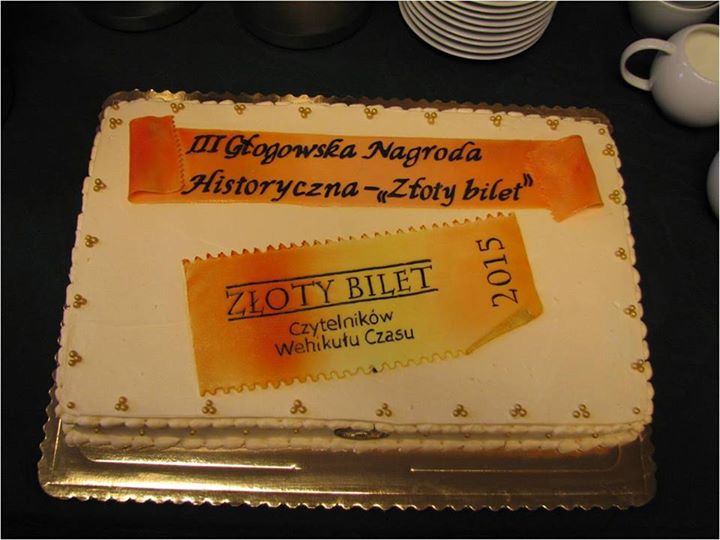 III Głogowska Nagroda
Historyczna – „Złoty bilet”
ZŁOTY BILET
Czytelników
Wehikułu Czasu
2015